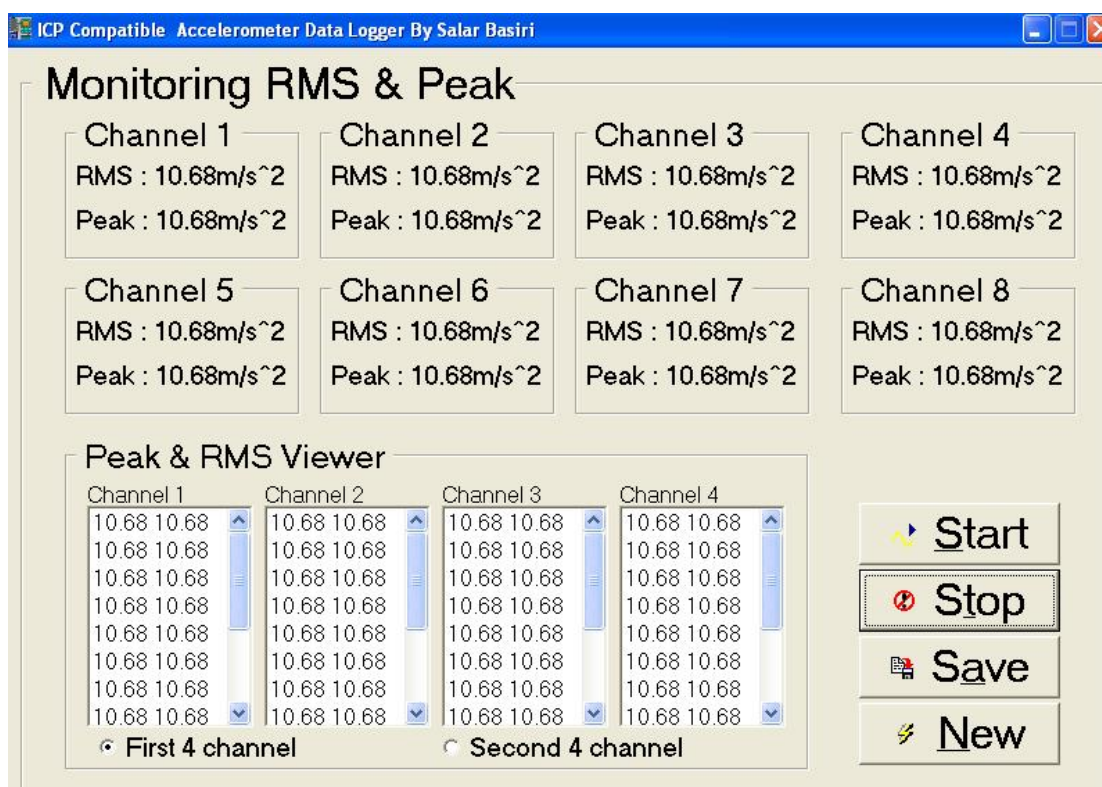 ICP Compatible Accelerometer Data Logger By Salar Basiri
Monitoring RMS & Peak
Channel 1 Channel 2 Channel 3 Channel 4
RMS : 10.68m/s^2 RMS : 10.68m/s^2 RMS : 10.68m/s^2 RMS : 10.68m/s^2
Peak : 10.68m/s^2 Peak : 10.68m/s^2 Peak : 10.68m/s^2 Peak : 10.68m/s^2
Channel 5 Channel 6 Channel 7 Channel 8
RMS : 10.68m/s^2 RMS : 10.68m/s^2 RMS : 10.68m/s^2 RMS : 10.68m/s^2
Peak : 10.68m/s^2 Peak : 10.68m/s^2 Peak : 10.68m/s^2 Peak : 10.68m/s^2
Peak & RMS Viewer
Channel 1 Channel 2 Channel 3 Channel 4
10.68 10.68 10.68 10.68 10.68 10.68 10.68 10.68
10.68 10.68 10.68 10.68 10.68 10.68 10.68 10.68
10.68 10.68 10.68 10.68 10.68 10.68 10.68 10.68
10.68 10.68 10.68 10.68 10.68 10.68 10.68 10.68
10.68 10.68 10.68 10.68 10.68 10.68 10.68 10.68
10.68 10.68 10.68 10.68 10.68 10.68 10.68 10.68
10.68 10.68 10.68 10.68 10.68 10.68 10.68 10.68
10.68 10.68 10.68 10.68 10.68 10.68 10.68 10.68
First 4 channel Second 4 channel
Start
Stop
Save
New